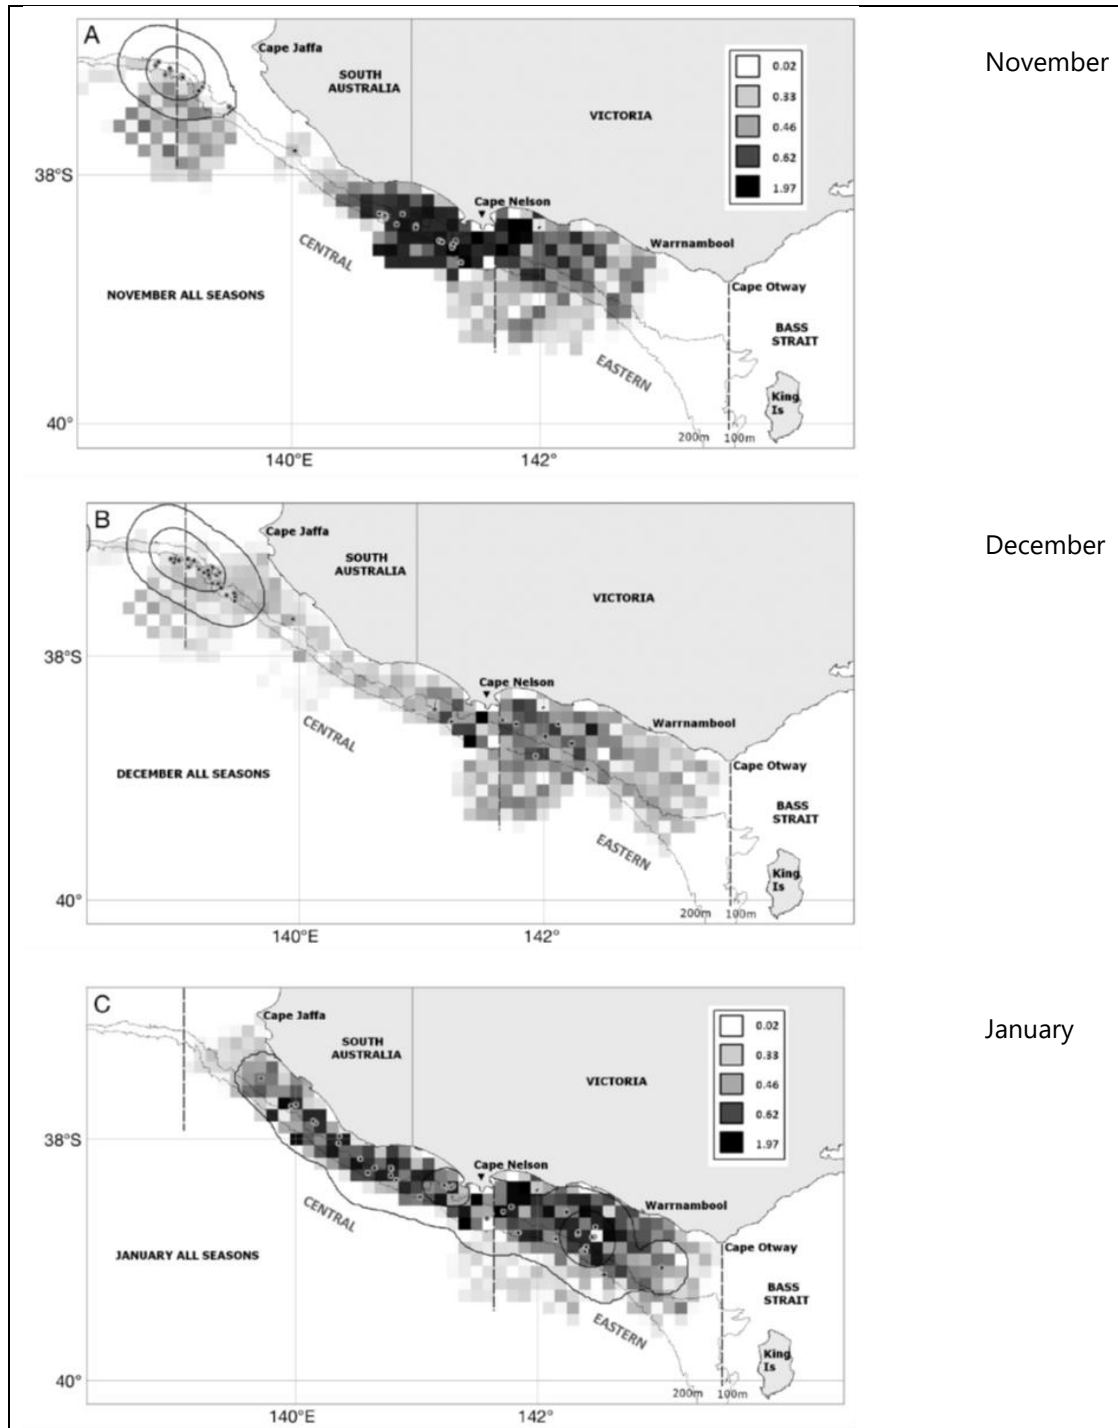 November
A
Cape Jaffa
SOUTH
AUSTRALIA
VICTORIA
0.02
0.33
0.46
0.62
1.97
38°S
Cape Nelson
Warrnambool
CENTRAL
NOVEMBER ALL SEASONS
Cape Otway
BASS
STRAIT
EASTERN
King
Is
40°
200m 100m
140°E 142°
December
B
Cape Jaffa
SOUTH
AUSTRALIA
VICTORIA
38°S
Cape Nelson
Warrnambool
CENTRAL
DECEMBER ALL SEASONS
Cape Otway
BASS
STRAIT
EASTERN
King
Is
40°
200m 100m
140°E 142°
January
C
Cape Jaffa
SOUTH
AUSTRALIA
VICTORIA
0.02
0.33
0.46
0.62
1.97
38°S
Cape Nelson
Warrnambool
CENTRAL
JANUARY ALL SEASONS
Cape Otway
BASS
STRAIT
EASTERN
King
Is
40°
200m 100m
140°E 142°